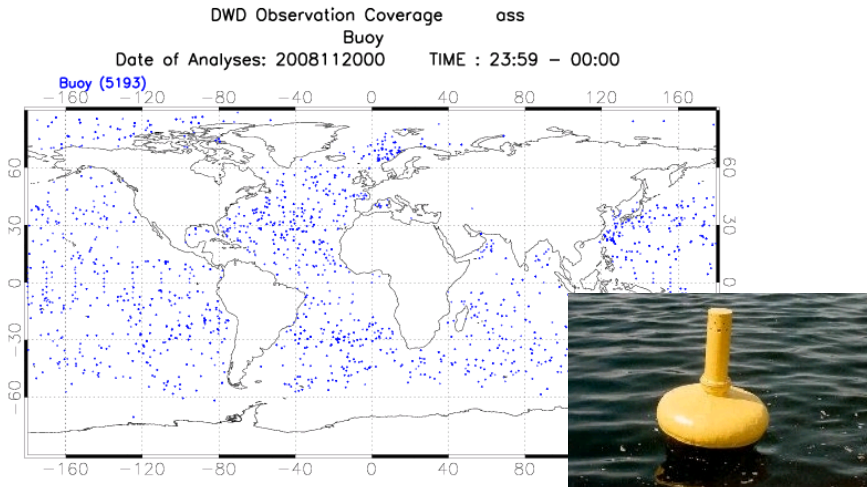 DWD Observation Coverage ass
Buoy
Date of Analyses: 2008112000 TIME : 23:59 - 00:00
Buoy (5193)
-160 -120 -80 -40 0 40 80 120 160
60 60
30 30
0 0
-30
-60
-160 -120 -80 -40 0 40 80